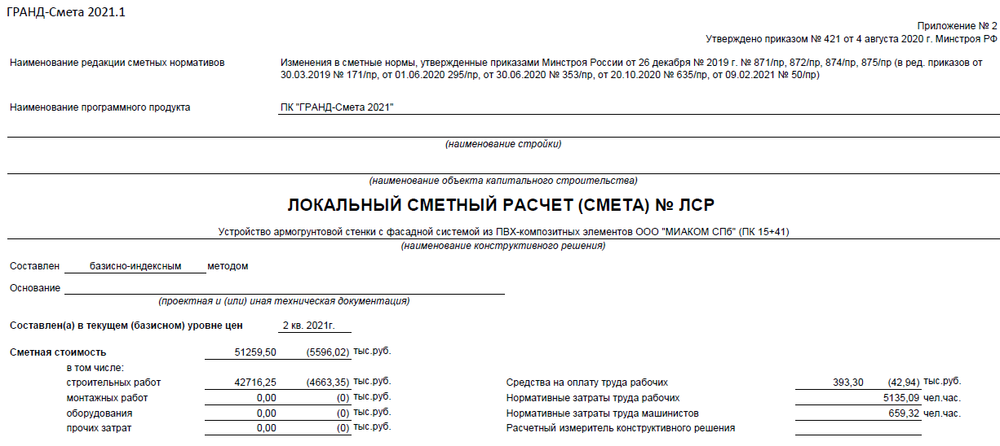 ГРАНД-Смета 2021.1
Приложение № 2
Утверждено приказом № 421 от 4 августа 2020 г. Минстроя РФ
Наименование редакции сметных нормативов
Изменения в сметные нормы, утвержденные приказами Минстроя России от 26 декабря № 2019 г. № 871/пр, 872/пр, 874/пр, 875/пр (в ред. приказов от
30.03.2019 № 171/пр, от 01.06.2020 295/пр, от 30.06.2020 № 353/пр, от 20.10.2020 № 635/пр, от 09.02.2021 № 50/пр)
Наименование программного продукта ПК "ГРАНД-Смета 2021"
(наименование стройки)
(наименование объекта капитального строительства)
ЛОКАЛЬНЫЙ СМЕТНЫЙ РАСЧЕТ (СМЕТА) № ЛСР
Устройство армогрунтовой стенки с фасадной системой из ПВХ-композитных элементов ООО "МИАКОМ СПб" (ПК 15+41)
(наименование конструктивного решения)
Составлен базисно-индексным методом
Основание
(проектная и (или) иная техническая документация)
Составлен(а) в текущем (базисном) уровне цен 2 кв. 2021г.
Сметная стоимость 51259,50 (5596,02) тыс.руб.
в том числе:
строительных работ 42716,25 (4663,35) тыс.руб. Средства на оплату труда рабочих 393,30 (42,94) тыс.руб.
монтажных работ 0,00 (0) тыс.руб. Нормативные затраты труда рабочих 5135,09 чел.час.
оборудования 0,00 (0) тыс.руб. Нормативные затраты труда машинистов 659,32 чел.час.
прочих затрат 0,00 (0) тыс.руб. Расчетный измеритель конструктивного решения